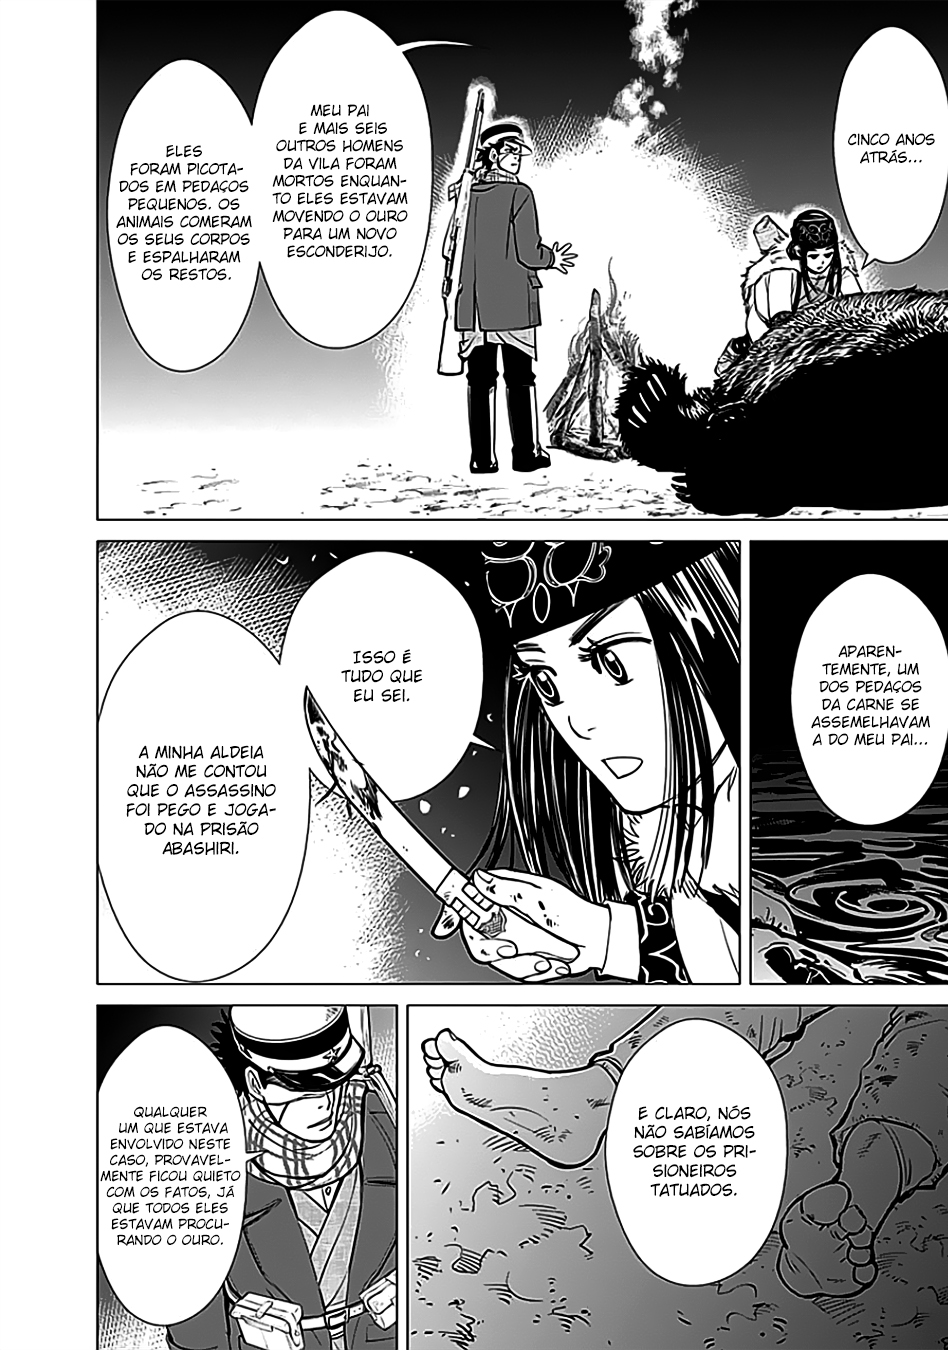 CINCO ANOS
ATRÁS...
MEU PAI
E MAIS SEIS
OUTROS HOMENS
DA VILA FORAM
MORTOS ENQUAN-
TO ELES ESTAVAM
MOVENDO O OURO
PARA UM NOVO
ESCONDERIJO.
ELES
FORAM PICOTA-
DOS EM PEDAÇOS
PEQUENOS. OS
ANIMAIS COMERAM
OS SEUS CORPOS
E ESPALHARAM
OS RESTOS.
APAREN-
TEMENTE, UM
DOS PEDAÇOS
DA CARNE SE
ASSEMELHAVAM
A DO MEU PAI...
ISSO É
TUDO QUE
EU SEI.
A MINHA ALDEIA
NÃO ME CONTOU
QUE O ASSASSINO
FOI PEGO E JOGA-
DO NA PRISÃO
ABASHIRI.
E CLARO, NÓS
NÃO SABÍAMOS
SOBRE OS PRI-
SIONEIROS
TATUADOS.
QUALQUER
UM QUE ESTAVA
ENVOLVIDO NESTE
CASO, PROVAVEL-
MENTE FICOU QUIETO
COM OS FATOS, JÁ
QUE TODOS ELES
ESTAVAM PROCU-
RANDO O OURO.